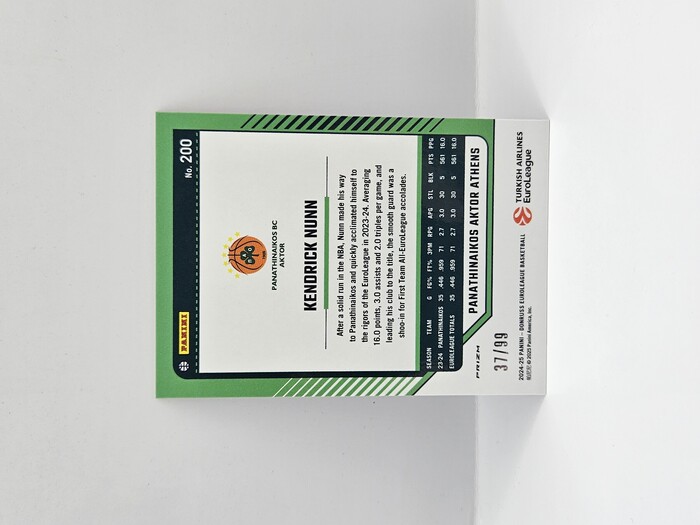 PANINI
No. 200
PANATHINAIKOS BC
AKTOR
KENDRICK NUNN
After a solid run in the NBA, Nunn made his way
to Panathinaikos and quickly acclimated himself to
the rigors of the EuroLeague in 2023-24. Averaging
16.0 points, 3.0 assists and 2.0 triples per game, and
leading his club to the title, the smooth guard was a
shoo-in for First Team All-EuroLeague accolades.
SEASON TEAM G FG% FT% 3PM RPG APG STL BLK PTS PPG
23-24 PANATHINAIKOS 35 .446 .959 71 2.7 3.0 30 5 561 16.0
EUROLEAGUE TOTALS 35 .446 .959 71 2.7 3.0 30 5 561 16.0
PANATHINAIKOS AKTOR ATHENS
PRIZM
37/99
2024-25 PANINI - DONRUSS EUROLEAGUE BASKETBALL
© 2025 Panini America, Inc.
TURKISH AIRLINES
EuroLeague